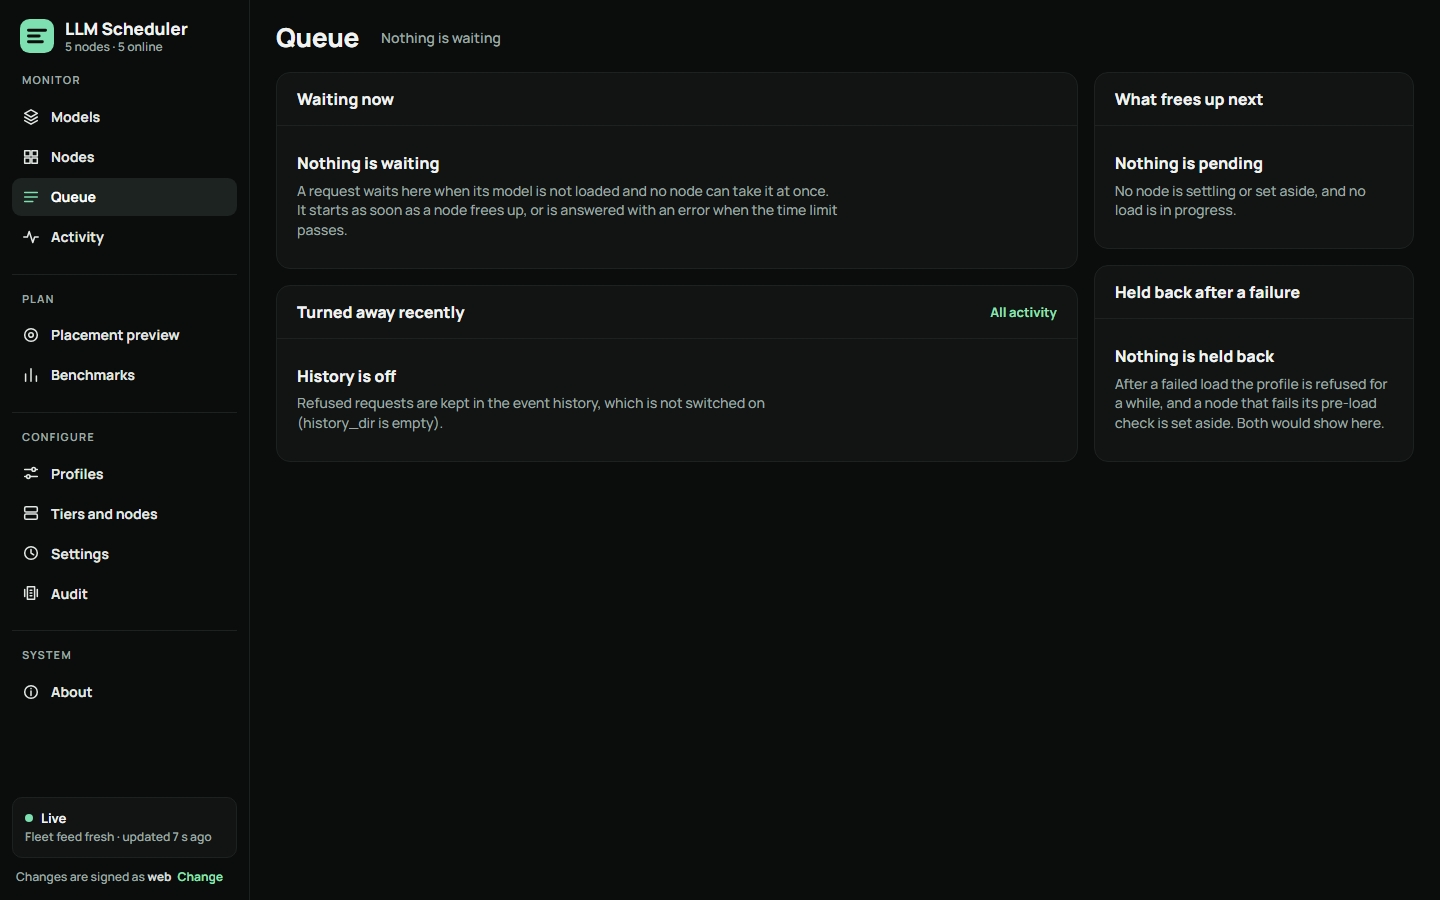 LLM Scheduler
5 nodes · 5 online
MONITOR
Models
Nodes
Queue
Activity
PLAN
Placement preview
Benchmarks
CONFIGURE
Profiles
Tiers and nodes
Settings
Audit
SYSTEM
About
Live
Fleet feed fresh · updated 7 s ago
Changes are signed as web Change
Queue
Nothing is waiting
Waiting now
Nothing is waiting
A request waits here when its model is not loaded and no node can take it at once.
It starts as soon as a node frees up, or is answered with an error when the time limit
passes.
Turned away recently
All activity
History is off
Refused requests are kept in the event history, which is not switched on
(history_dir is empty).
What frees up next
Nothing is pending
No node is settling or set aside, and no
load is in progress.
Held back after a failure
Nothing is held back
After a failed load the profile is refused for
a while, and a node that fails its pre-load
check is set aside. Both would show here.